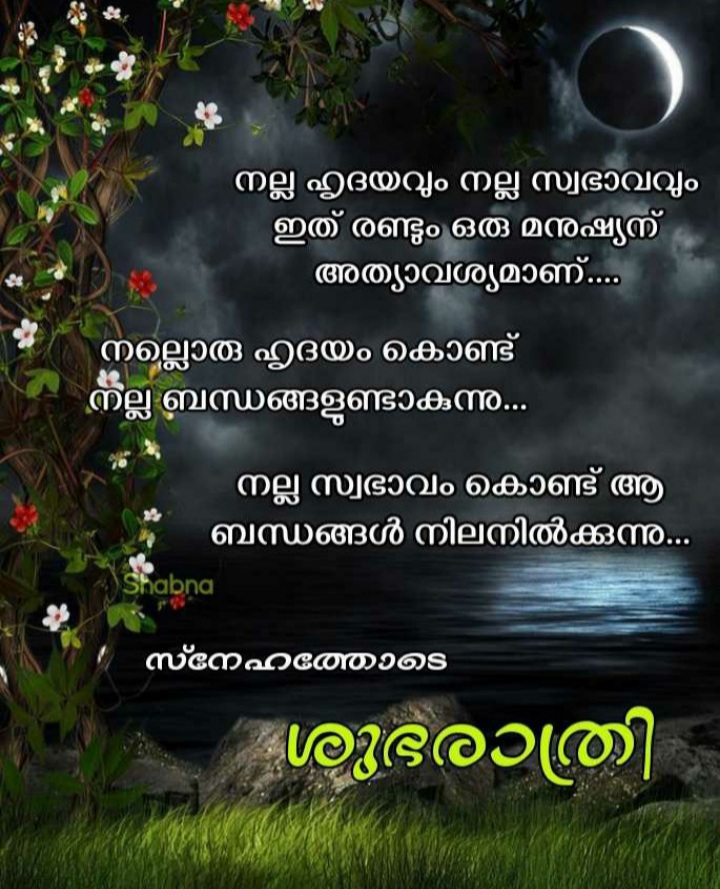 നല്ല ഹൃദയവും നല്ല സ്വഭാവവും
ഇത് രണ്ടും ഒരു മനുഷ്യന്
അത്യാവശ്യമാണ്....
നല്ലൊരു ഹൃദയം കൊണ്ട്
നല്ല ബന്ധങ്ങളുണ്ടാകുന്നു...
നല്ല സ്വഭാവം കൊണ്ട് ആ
ബന്ധങ്ങൾ നിലനിൽക്കുന്നു...
Shabna
സ്നേഹത്തോടെ
ശുഭരാത്രി